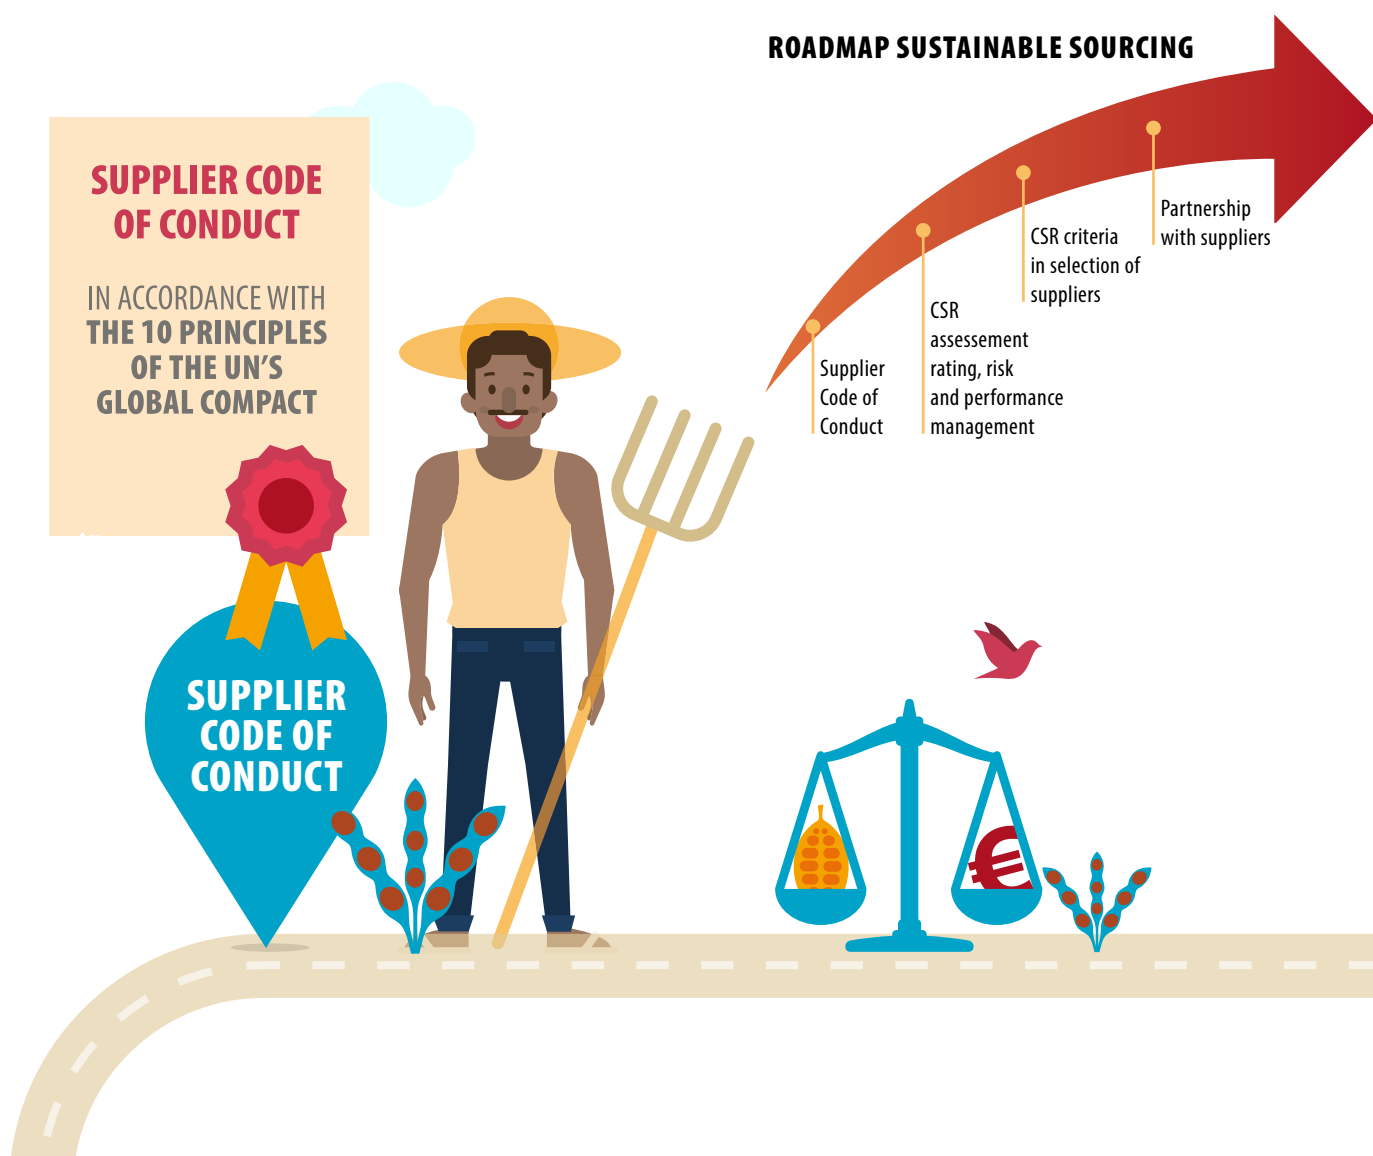 ROADMAP SUSTAINABLE SOURCING
SUPPLIER CODE
OF CONDUCT
IN ACCORDANCE WITH
THE 10 PRINCIPLES
OF THE UN'S
GLOBAL COMPACT
Supplier
Code of
Conduct
CSR
assessement
rating, risk
and performance
management
CSR criteria
in selection of
suppliers
Partnership
with suppliers
SUPPLIER
CODE OF
CONDUCT
€